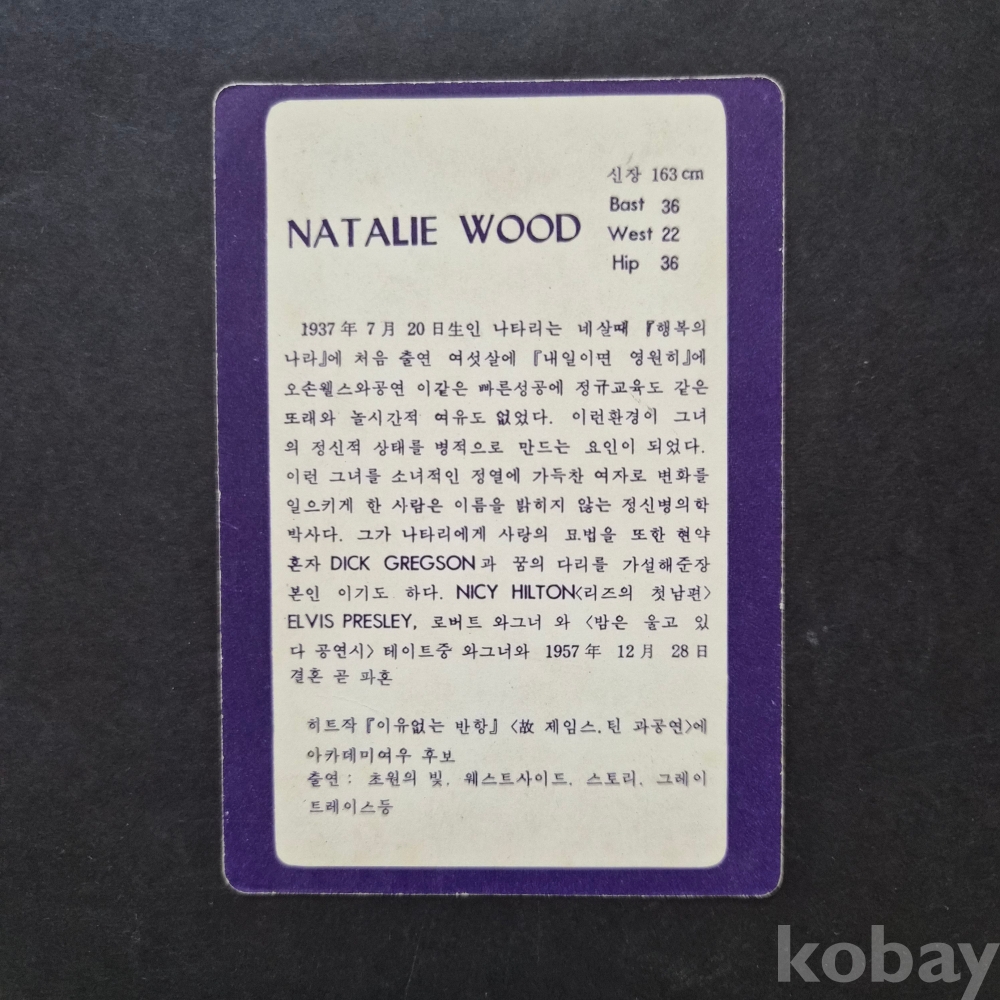 신장 163cm
Bast 36
NATALIE WOOD
West 22
Hip 36
1937年 7月 20日生인 나타리는 네살때 『행복의
나라』에 처음 출연 여섯살에 『내일이면 영원히』에
오손웰스와공연 이같은 빠른성공에 정규교육도 같은
또래와 놀시간적 여유도 없었다. 이런환경이 그녀
의 정신적 상태를 병적으로 만드는 요인이 되었다.
이런 그녀를 소녀적인 정열에 가득찬 여자로 변화를
일으키게 한 사람은 이름을 밝히지 않는 정신병의학
박사다. 그가 나타리에게 사랑의 묘법을 또한 현약
혼자 DICK GREGSON과 꿈의 다리를 가설해준장
본인 이기도 하다. NICY HILTON〈리즈의 첫남편〉
ELVIS PRESLEY, 로버트 와그너 와 〈밤은 울고 있
다 공연시〉 테이트중 와그너와 1957年 12月 28日
결혼 곧 파혼
히트작 『이유없는 반항』 〈故 제임스.틴 과공연〉에
아카데미여우 후보
출연 : 초원의 빛. 웨스트사이드. 스토리. 그레이
트레이스등
kobay